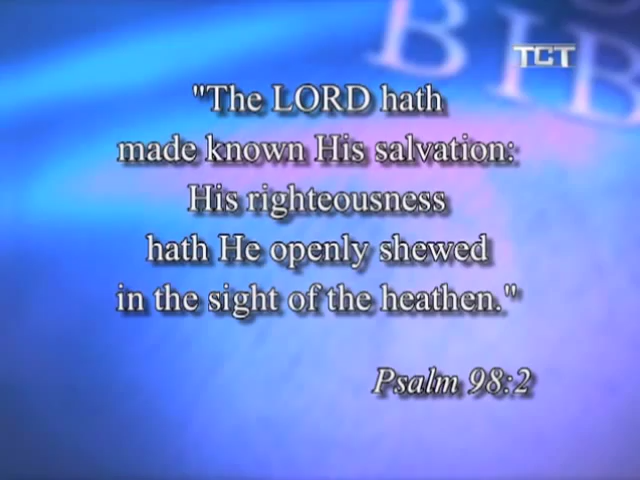 BIB
TCT
"The LORD hath
made known His salvation:
His righteousness
hath He openly shewed
in the sight of the heathen."
Psalm 98:2